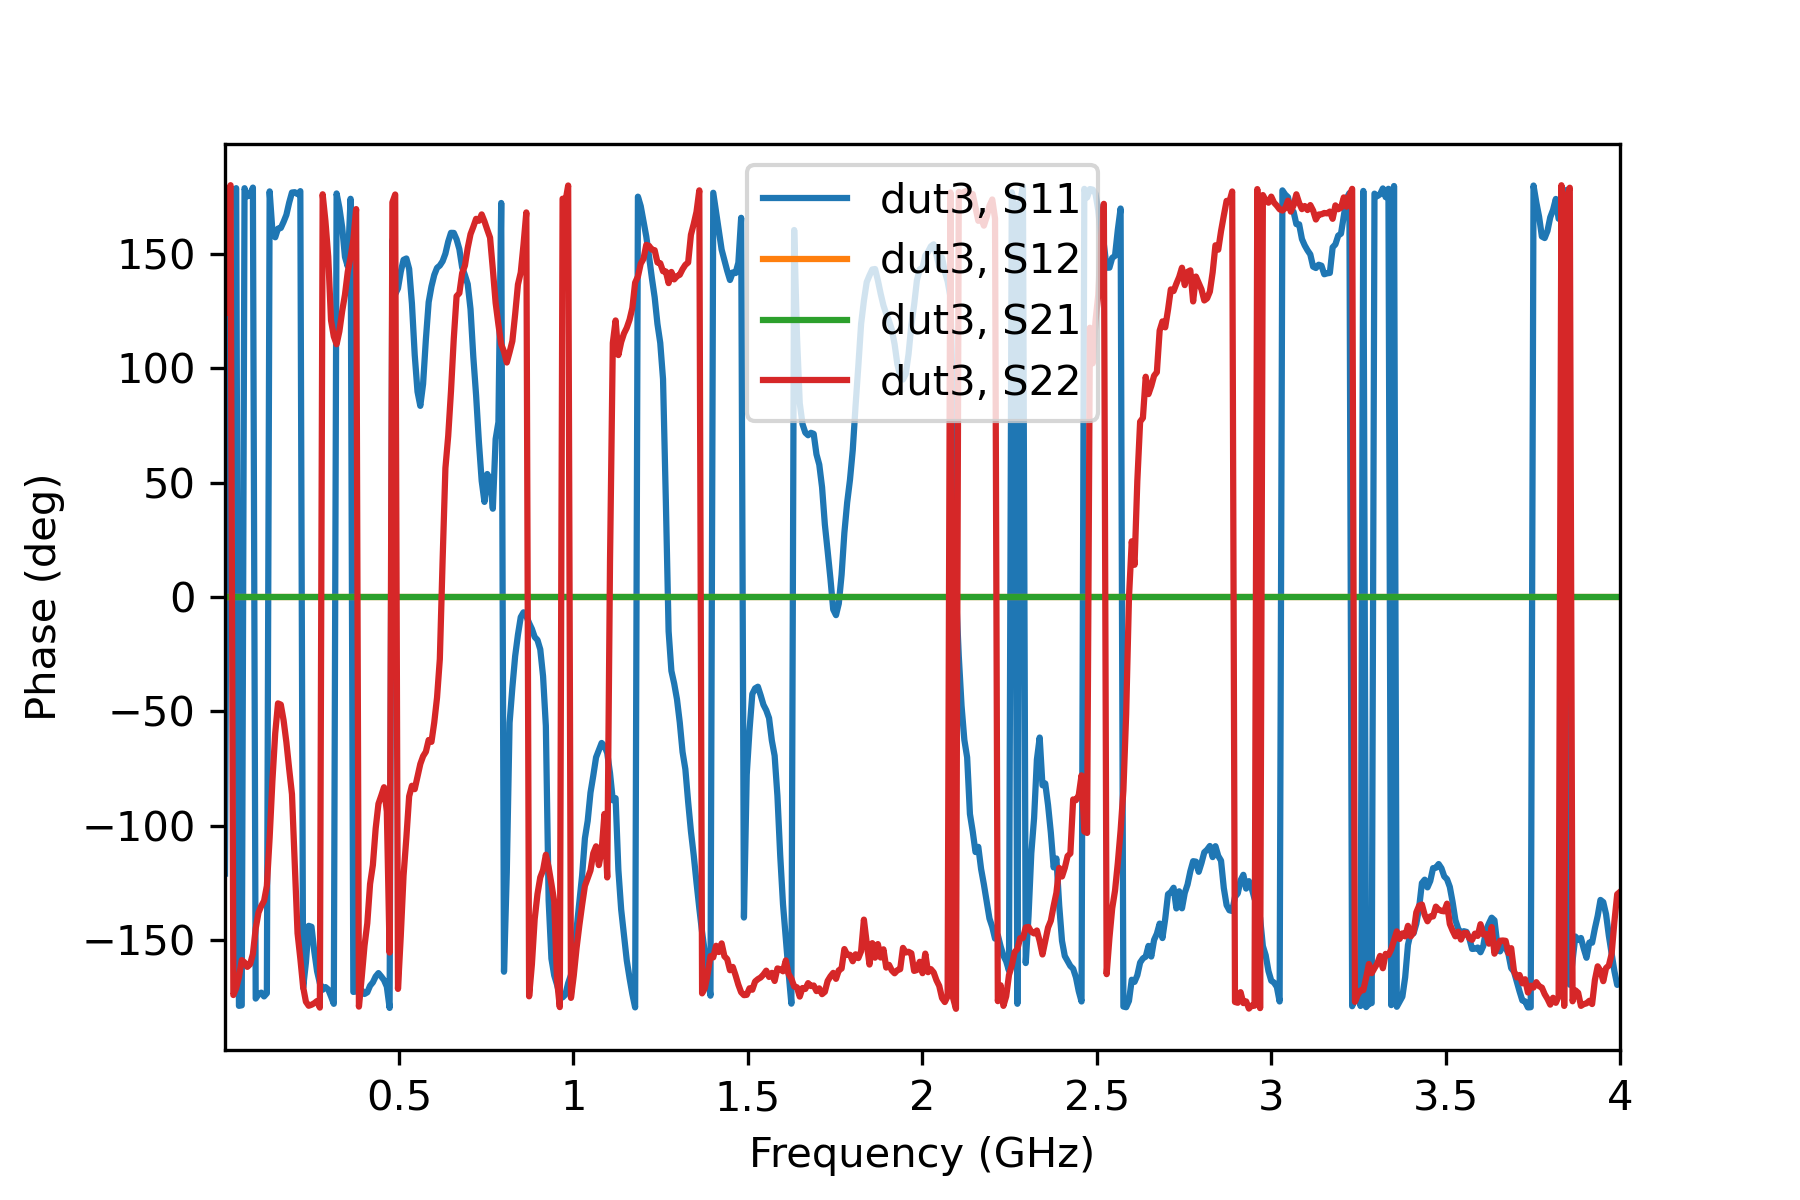 dut3, S11
dut3, S12
dut3, S21
dut3, S22
150
100
50
0
−50
−100
−150
Phase (deg)
0.5 1 1.5 2 2.5 3 3.5 4
Frequency (GHz)